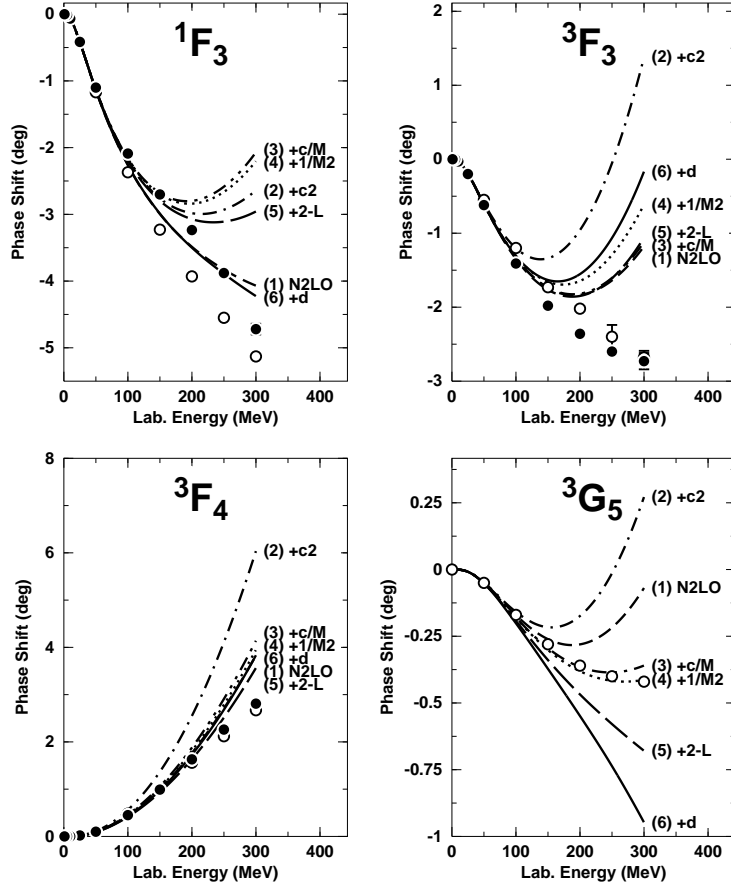 ¹F₃
Phase Shift (deg)
0
-1
-2
-3
-4
-5
(3) +c/M
(4) +1/M2
(2) +c2
(5) +2-L
(1) N2LO
(6) +d
0 100 200 300 400
Lab. Energy (MeV)
³F₃
Phase Shift (deg)
2
1
0
-1
-2
-3
(2) +c2
(6) +d
(4) +1/M2
(5) +2-L
(3) +c/M
(1) N2LO
0 100 200 300 400
Lab. Energy (MeV)
³F₄
Phase Shift (deg)
8
6
4
2
0
(2) +c2
(3) +c/M
(4) +1/M2
(6) +d
(1) N2LO
(5) +2-L
0 100 200 300 400
Lab. Energy (MeV)
³G₅
Phase Shift (deg)
0.25
0
-0.25
-0.5
-0.75
-1
(2) +c2
(1) N2LO
(3) +c/M
(4) +1/M2
(5) +2-L
(6) +d
0 100 200 300 400
Lab. Energy (MeV)